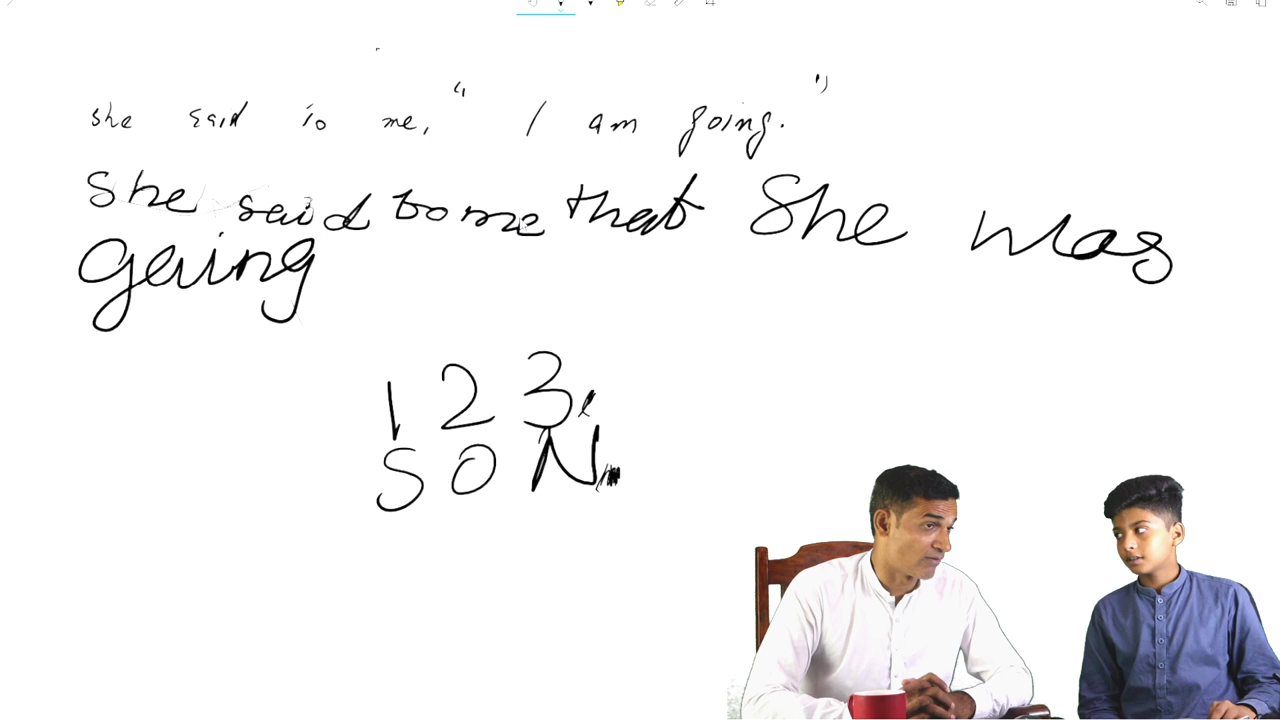 she said to me, " I am going. "
She said to me that She was
going
1 2 3
S O N